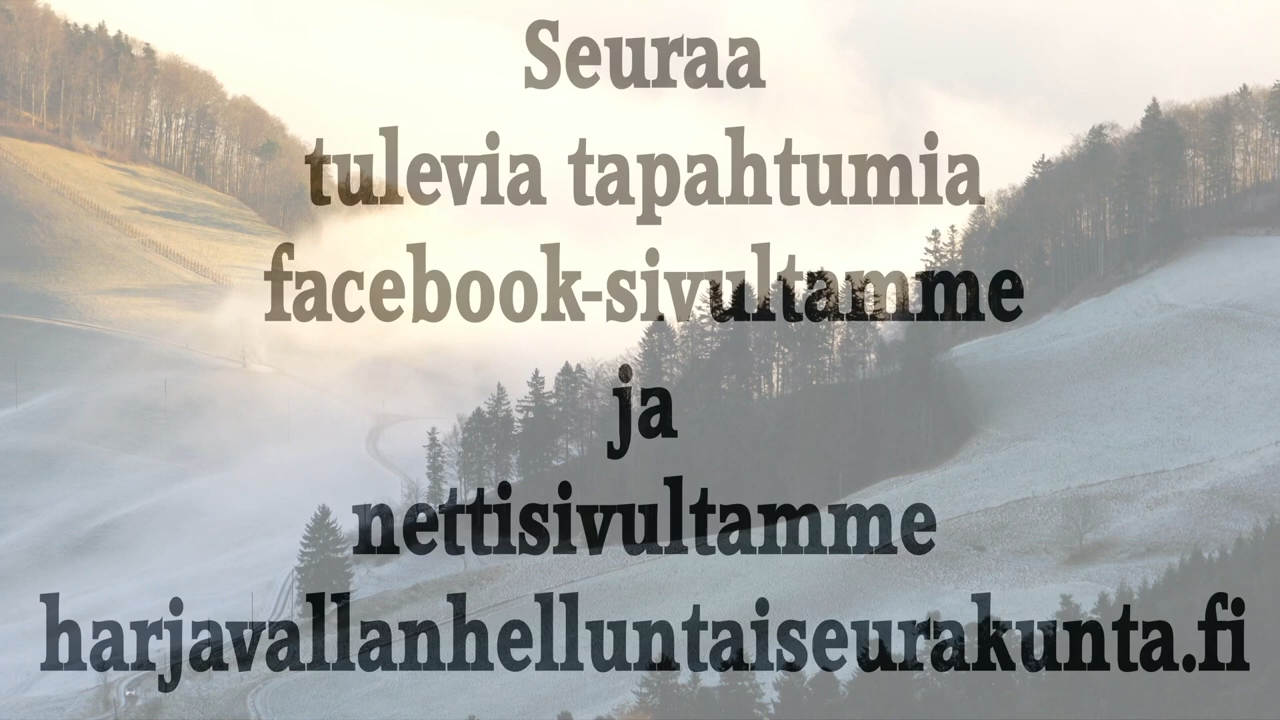 Seuraa
tulevia tapahtumia
facebook-sivultamme
ja
nettisivultamme
harjavallanhelluntaiseurakunta.fi